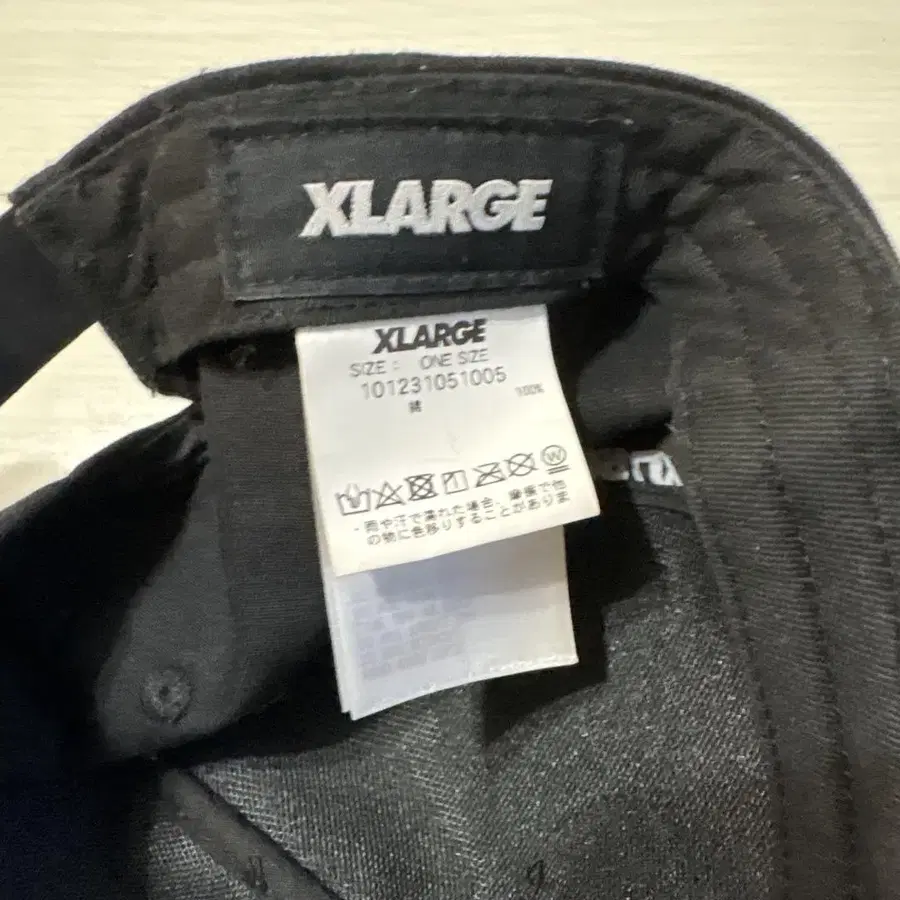 XLARGE
XLARGE
SIZE : ONE SIZE
101231051005
綿 100%
・雨や汗で濡れた場合、摩擦で他
の物に色移りすることがありま